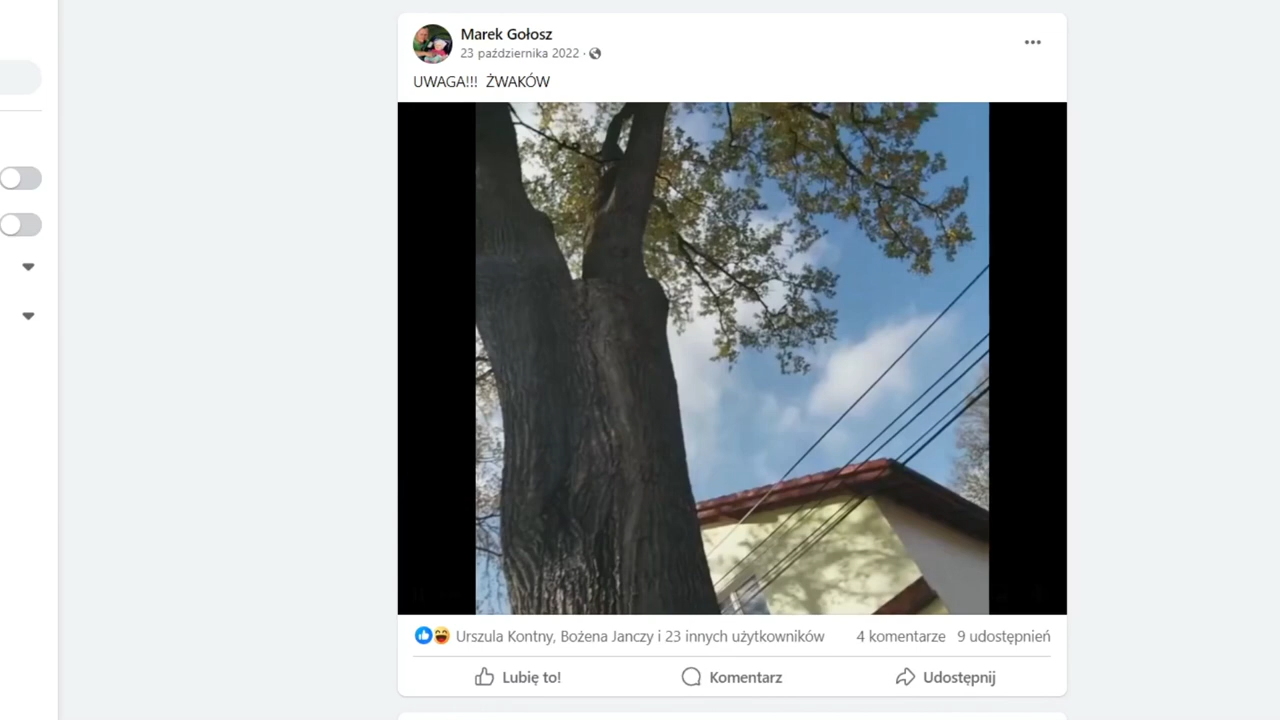 Marek Gołosz
23 października 2022 ·
UWAGA!!! ŻWAKÓW
Urszula Kontny, Bożena Janczy i 23 innych użytkowników 4 komentarze 9 udostępnień
Lubię to! Komentarz Udostępnij